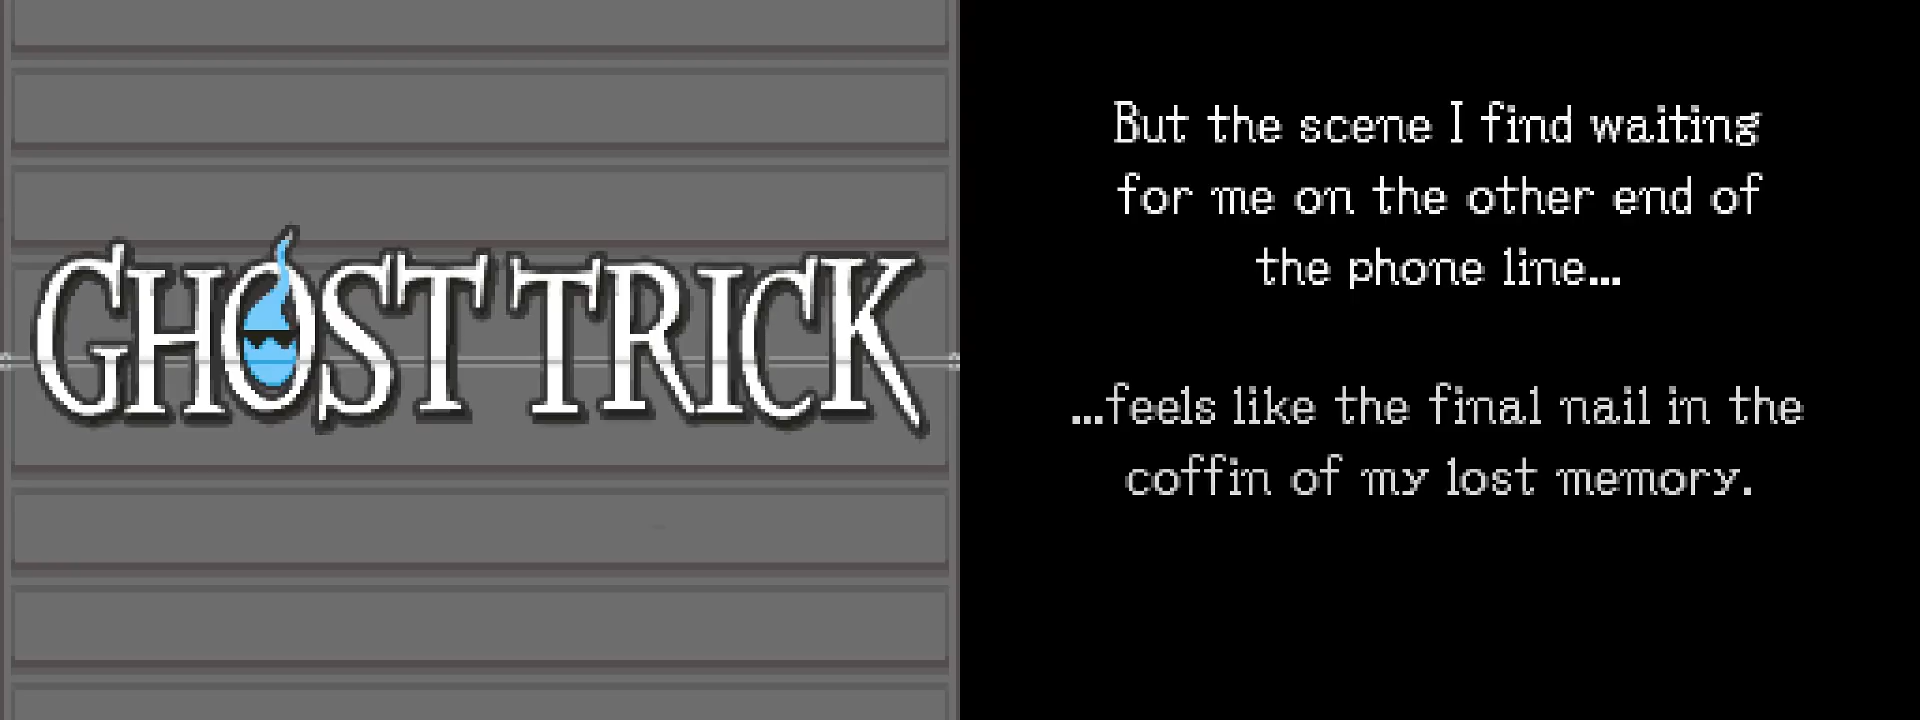 GHOST TRICK
But the scene I find waiting
for me on the other end of
the phone line...
...feels like the final nail in the
coffin of my lost memory.